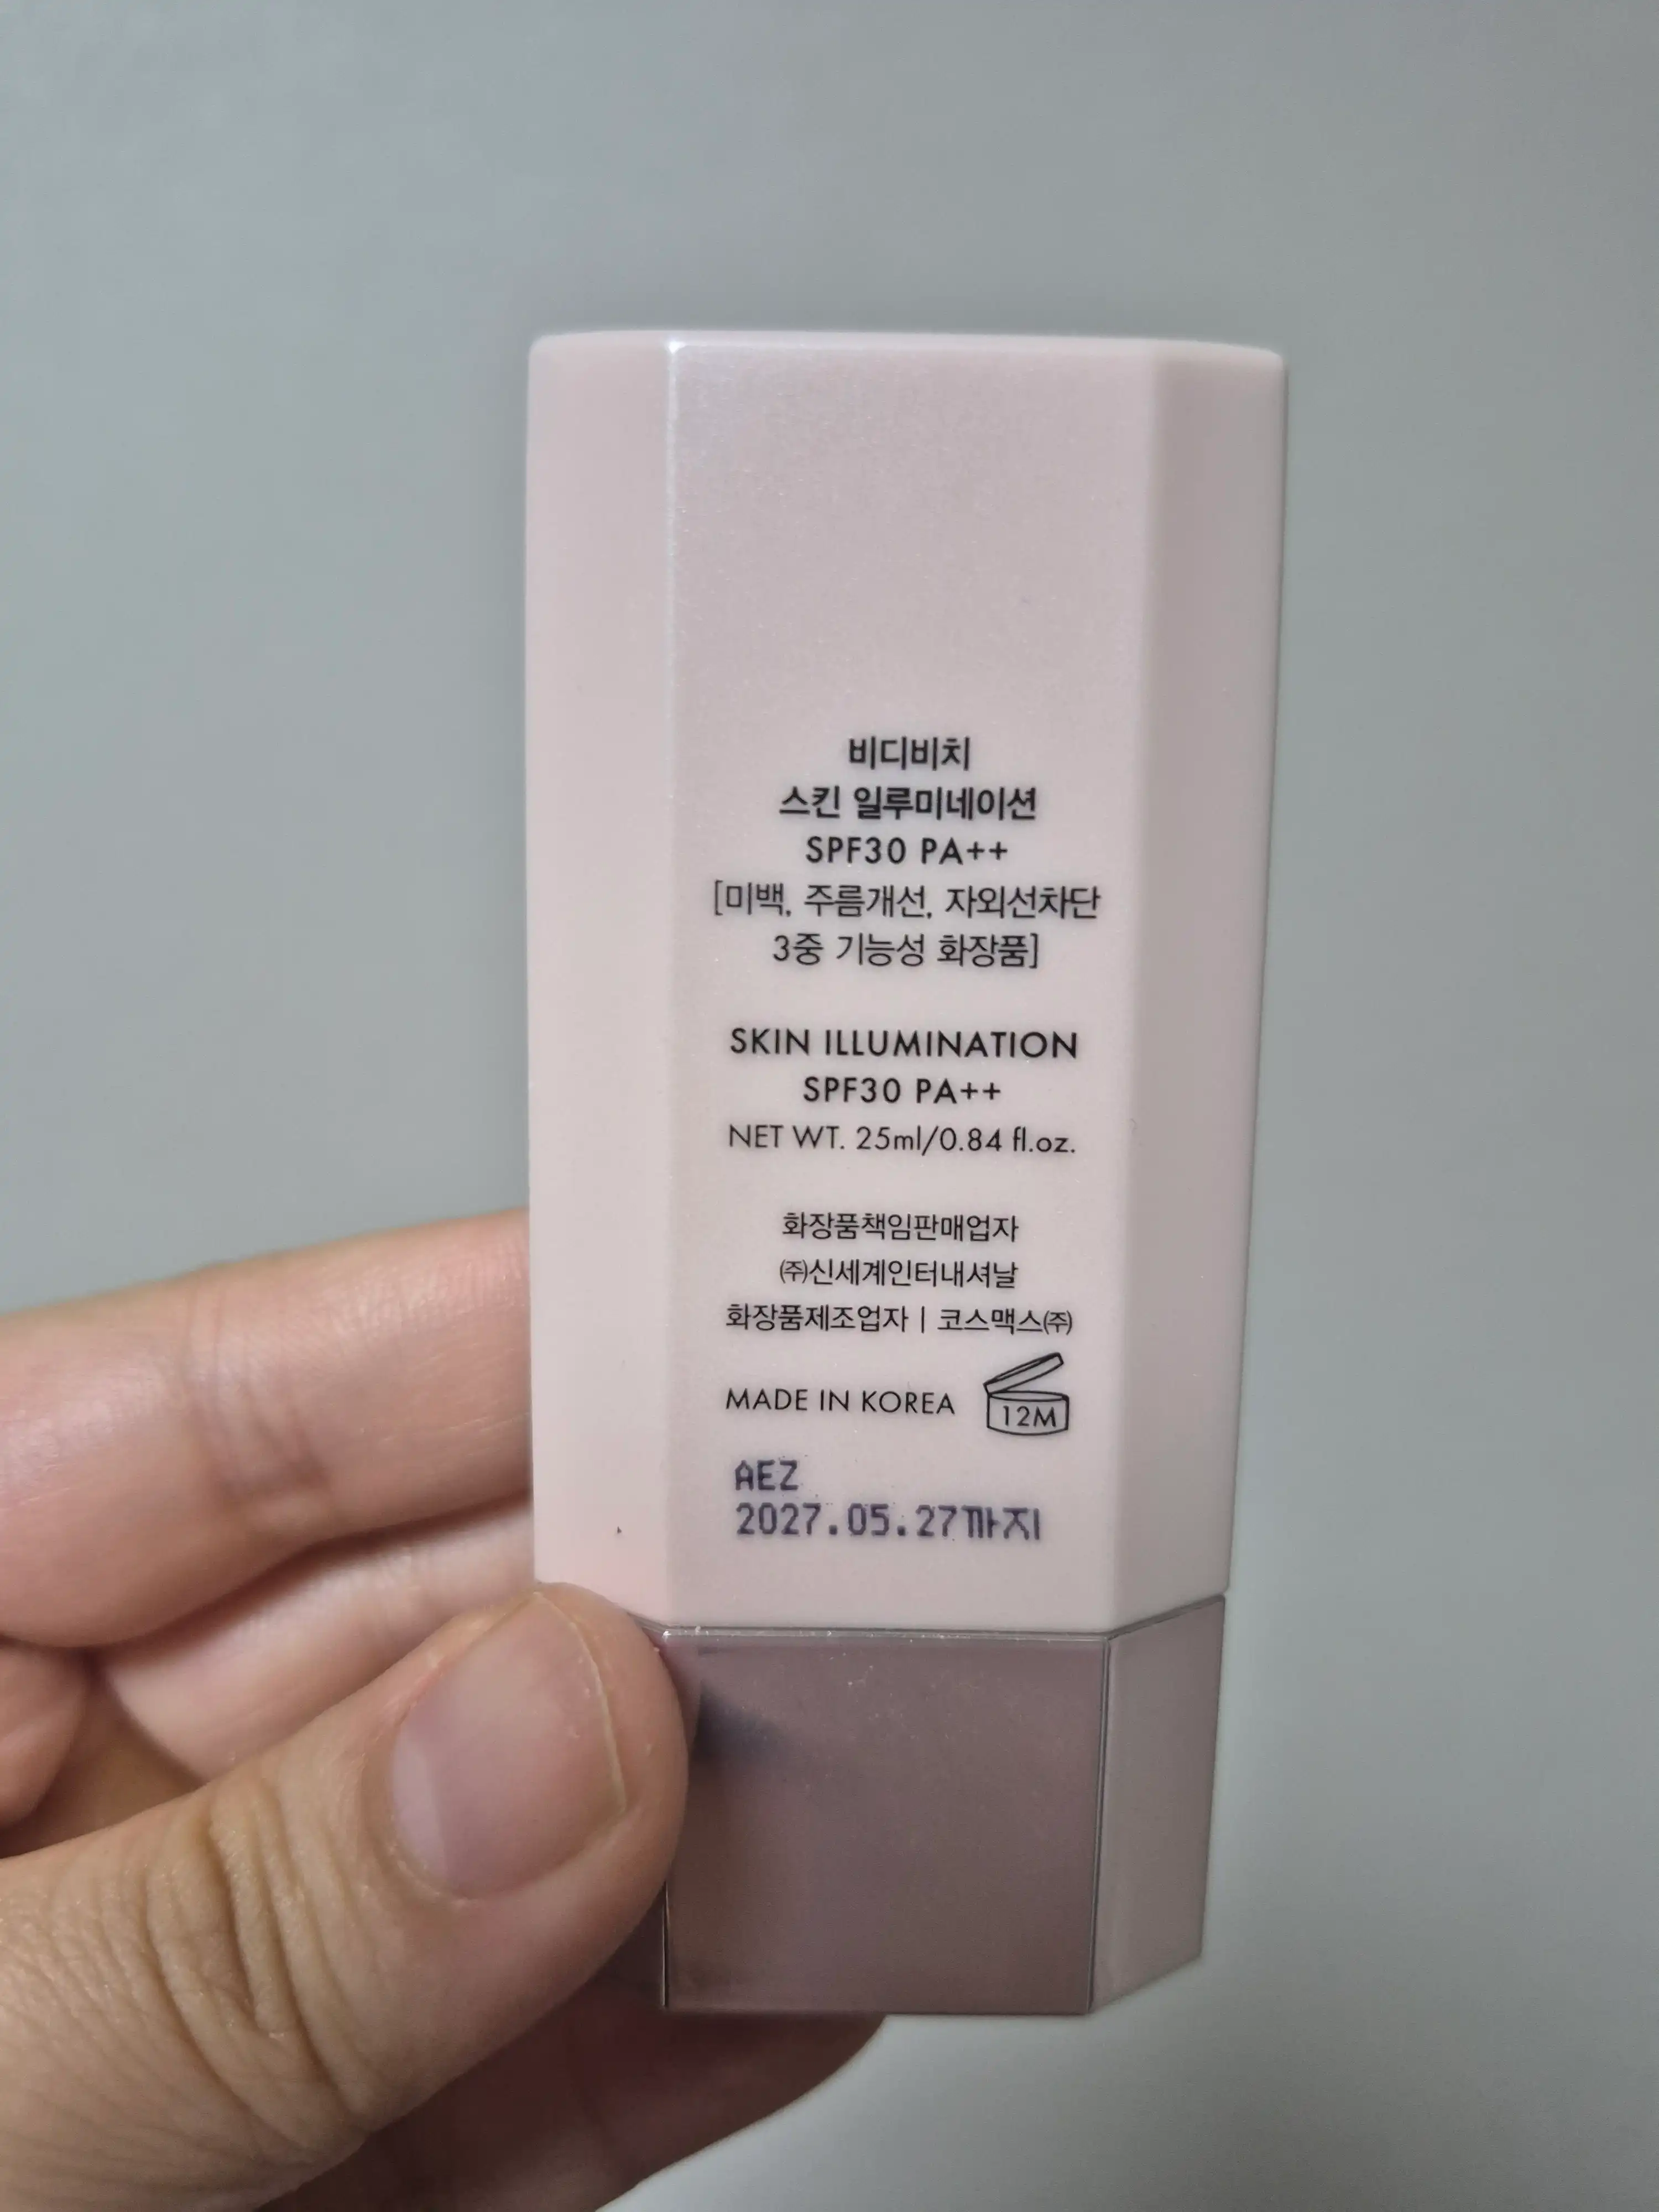 비디비치
스킨 일루미네이션
SPF30 PA++
[미백, 주름개선, 자외선차단
3중 기능성 화장품]
SKIN ILLUMINATION
SPF30 PA++
NET WT. 25ml/0.84 fl.oz.
화장품책임판매업자
㈜신세계인터내셔날
화장품제조업자 | 코스맥스㈜
MADE IN KOREA 12M
AEZ
2027.05.27까지